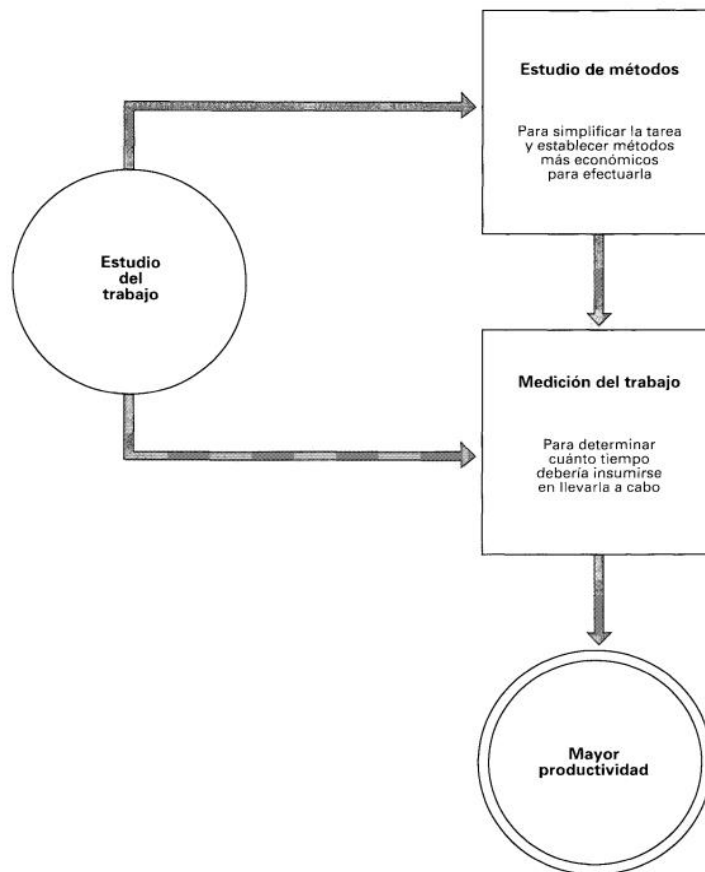 Estudio de métodos
Para simplificar la tarea
y establecer métodos
más económicos
para efectuarla
Estudio
del
trabajo
Medición del trabajo
Para determinar
cuánto tiempo
debería insumirse
en llevarla a cabo
Mayor
productividad